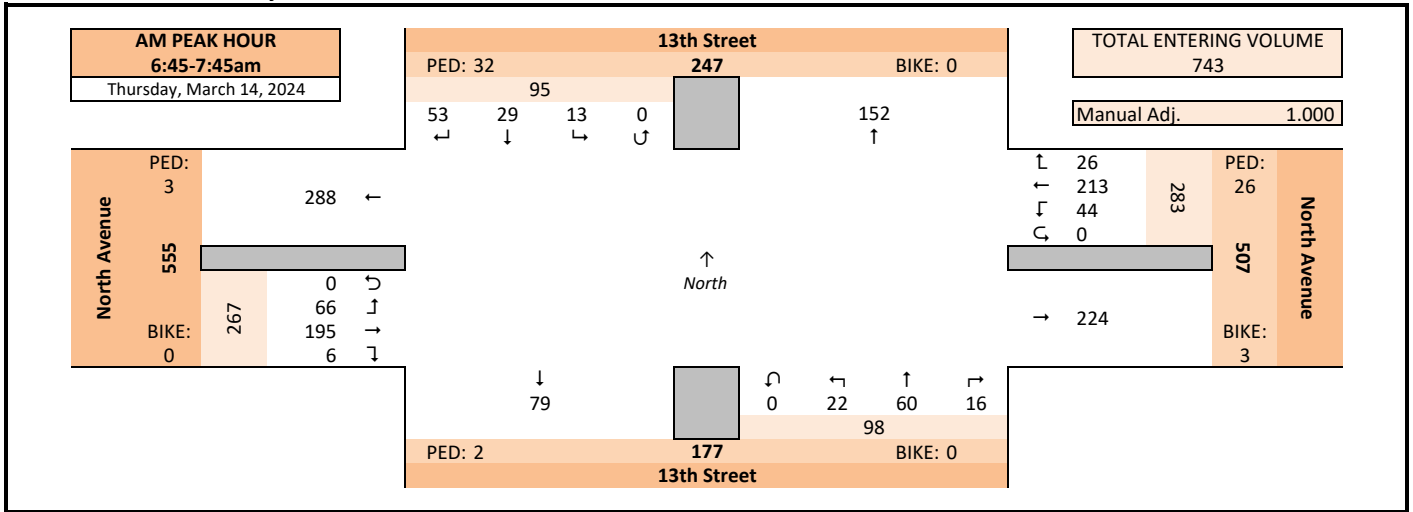 AM PEAK HOUR
6:45-7:45am
Thursday, March 14, 2024
13th Street
PED: 32 247 BIKE: 0
95
53 29 13 0
152
TOTAL ENTERING VOLUME
743
Manual Adj. 1.000
North Avenue
PED:
3
555
BIKE:
0
288
267
0
66
195
6
North
26
213
44
0
283
PED:
26
507
BIKE:
3
North Avenue
224
79
0 22 60 16
98
PED: 2 177 BIKE: 0
13th Street